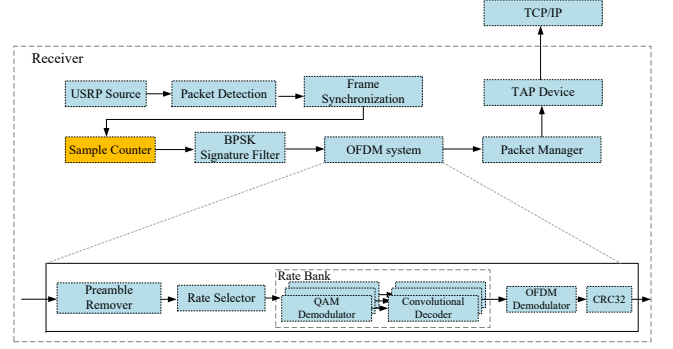 TCP/IP
Receiver
USRP Source
Packet Detection
Frame
Synchronization
TAP Device
Sample Counter
BPSK
Signature Filter
OFDM system
Packet Manager
Rate Bank
Preamble
Remover
Rate Selector
QAM
Demodulator
Convolutional
Decoder
OFDM
Demodulator
CRC32